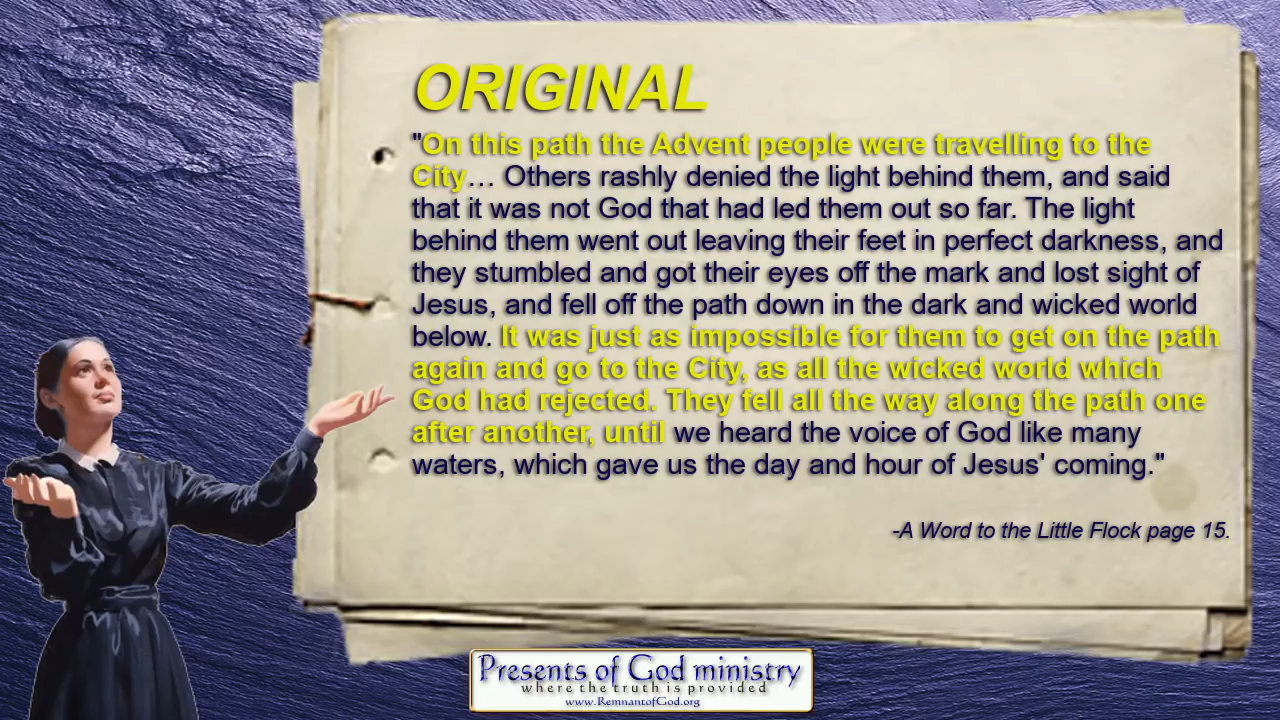 ORIGINAL
"On this path the Advent people were travelling to the
City… Others rashly denied the light behind them, and said
that it was not God that had led them out so far. The light
behind them went out leaving their feet in perfect darkness, and
they stumbled and got their eyes off the mark and lost sight of
Jesus, and fell off the path down in the dark and wicked world
below. It was just as impossible for them to get on the path
again and go to the City, as all the wicked world which
God had rejected. They fell all the way along the path one
after another, until we heard the voice of God like many
waters, which gave us the day and hour of Jesus' coming."
-A Word to the Little Flock page 15.
Presents of God ministry
where the truth is provided
www.RemnantofGod.org